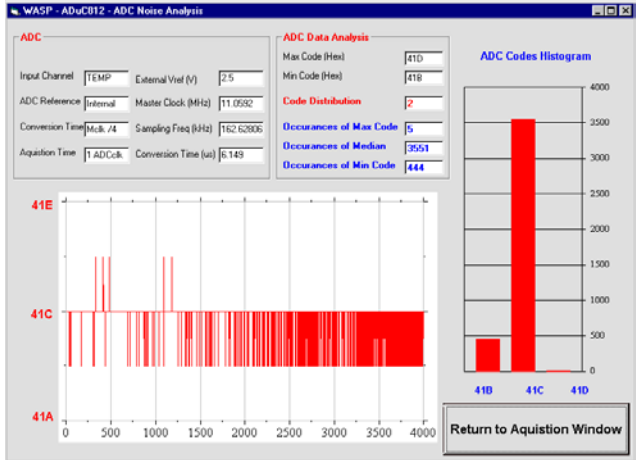 WASP - ADuC812 - ADC Noise Analysis
ADC
Input Channel TEMP External Vref (V) 2.5
ADC Reference Internal Master Clock (MHz) 11.0592
Conversion Time Mclk /4 Sampling Freq (kHz) 162.62806
Aquistion Time 1 ADCclk Conversion Time (us) 6.149
ADC Data Analysis
Max Code (Hex) 41D
Min Code (Hex) 41B
Code Distribution 2
Occurances of Max Code 5
Occurances of Median 3551
Occurances of Min Code 444
ADC Codes Histogram
4000
3500
3000
2500
2000
1500
1000
500
0
41B 41C 41D
41E
41C
41A
0 500 1000 1500 2000 2500 3000 3500 4000
Return to Aquistion Window